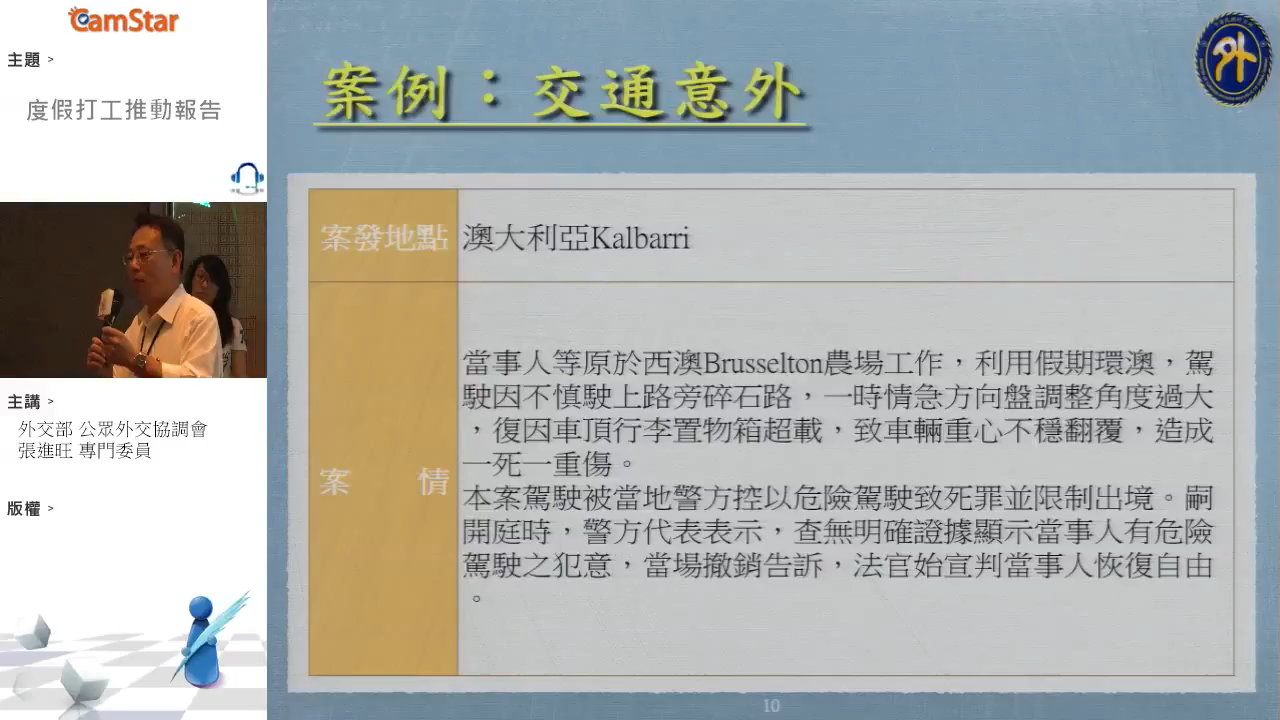 CamStar
主題 >
度假打工推動報告
主講 >
外交部 公眾外交協調會
張進旺 專門委員
版權 >
案例：交通意外
外
案發地點
澳大利亞Kalbarri
案 情
當事人等原於西澳Brusselton農場工作，利用假期環澳，駕
駛因不慎駛上路旁碎石路，一時情急方向盤調整角度過大
，復因車頂行李置物箱超載，致車輛重心不穩翻覆，造成
一死一重傷。
本案駕駛被當地警方控以危險駕駛致死罪並限制出境。嗣
開庭時，警方代表表示，查無明確證據顯示當事人有危險
駕駛之犯意，當場撤銷告訴，法官始宣判當事人恢復自由
。
10